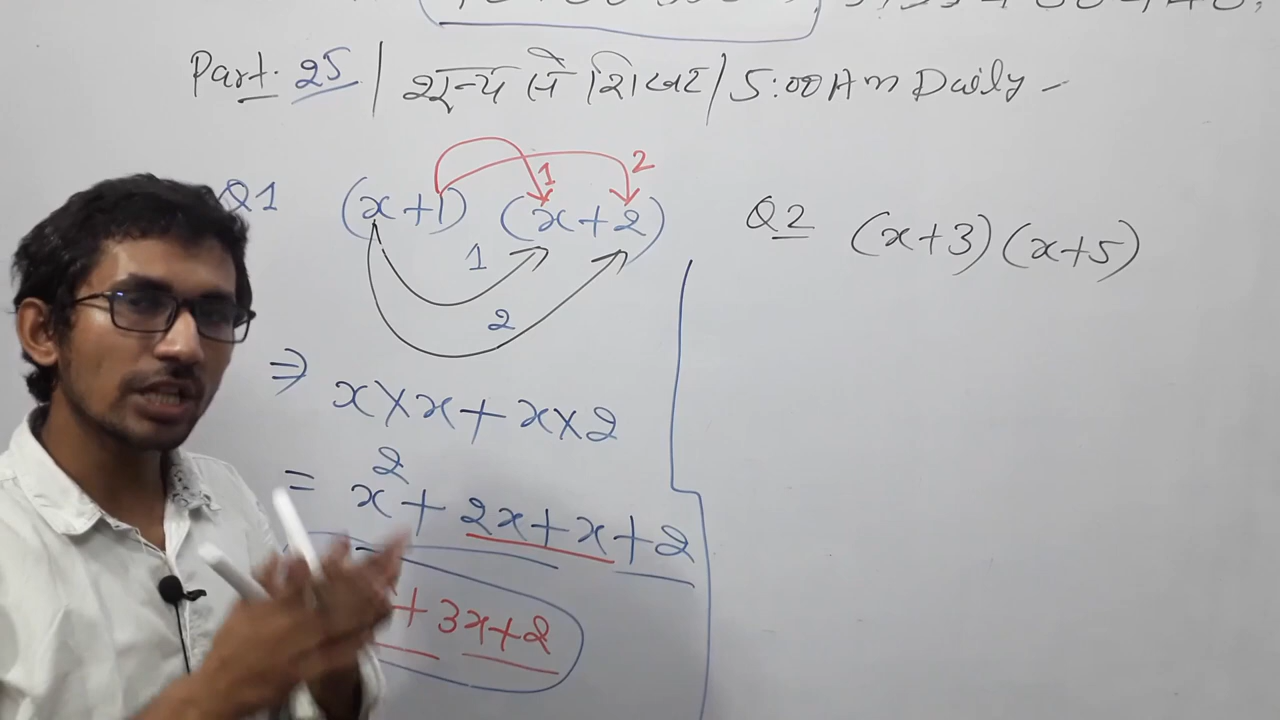 Part. 25 | शून्य से शिखर | 5:00 Am Daily -
Q1 (x+1) (x+2)
1 2
1
2
⇒ x×x + x×2
= x² + 2x + x + 2
+ 3x + 2
Q2 (x+3)(x+5)